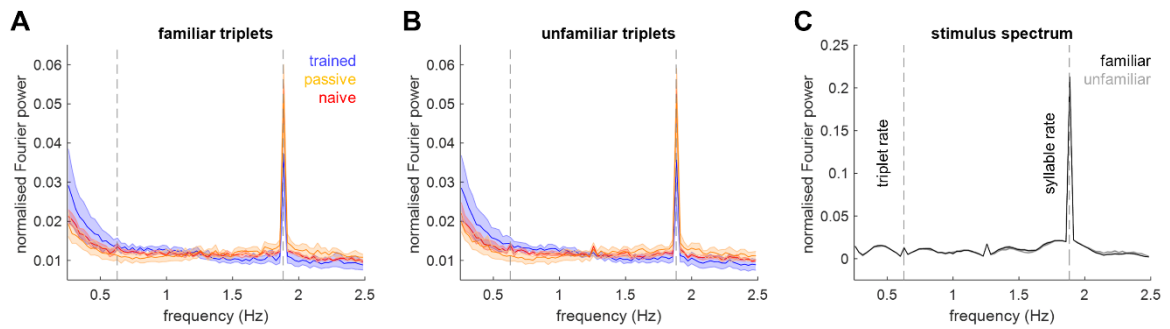 A
familiar triplets
normalised Fourier power
0.06
0.05
0.04
0.03
0.02
0.01
trained
passive
naive
0.5
1
1.5
2
2.5
frequency (Hz)
B
unfamiliar triplets
normalised Fourier power
0.06
0.05
0.04
0.03
0.02
0.01
0.5
1
1.5
2
2.5
frequency (Hz)
C
stimulus spectrum
normalised Fourier power
0.25
0.2
0.15
0.1
0.05
0
familiar
unfamiliar
triplet rate
syllable rate
0.5
1
1.5
2
2.5
frequency (Hz)